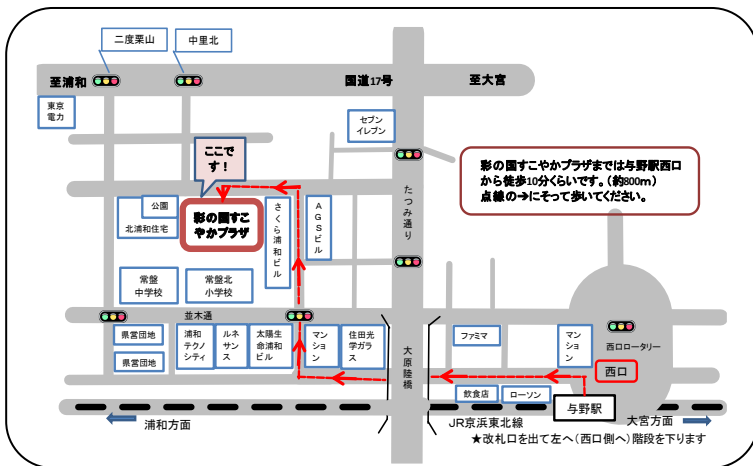 二度栗山
中里北
至浦和
国道17号
至大宮
東京
電力
セブン
イレブン
ここで
す！
彩の国すこやかプラザまでは与野駅西口
から徒歩10分くらいです。（約800m）
点線の→にそって歩いてください。
たつみ通り
公園
北浦和住宅
彩の国すこ
やかプラザ
さくら浦和ビル
AGSビル
常盤
中学校
常盤北
小学校
並木通
県営団地
県営団地
浦和
テクノ
シティ
ルネ
サンス
太陽生
命浦和
ビル
マン
ション
住田光
学ガラス
大原陸橋
ファミマ
マン
ション
西口ロータリー
西口
飲食店
ローソン
与野駅
浦和方面
JR京浜東北線
大宮方面
★改札口を出て左へ（西口側へ）階段を下ります